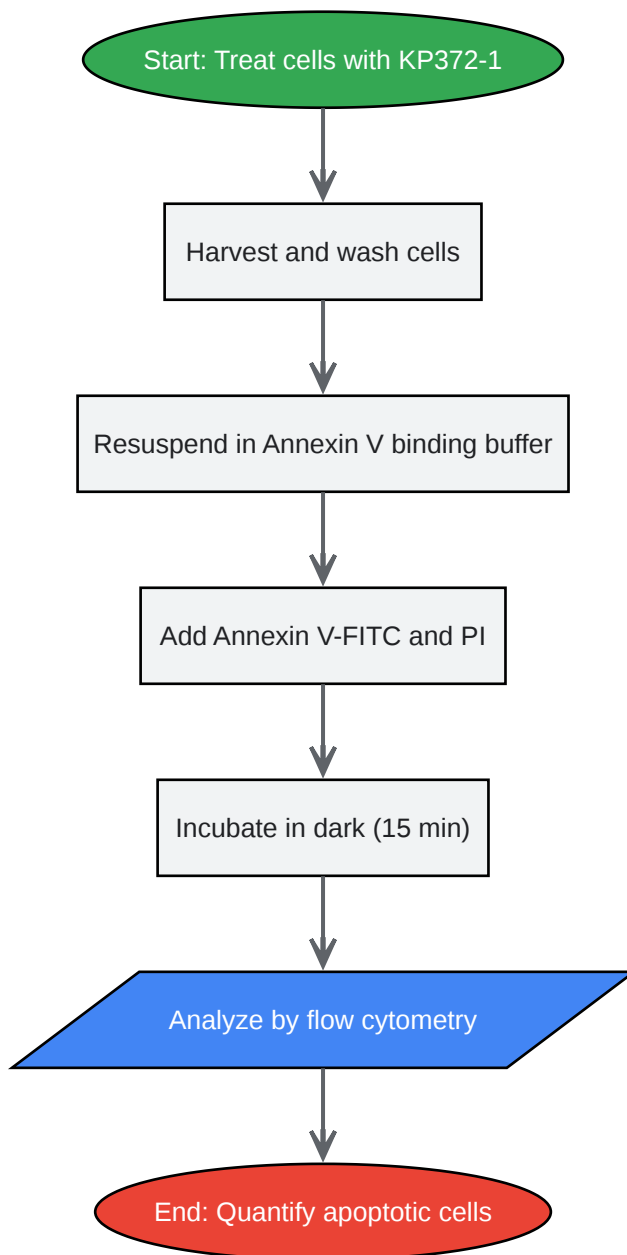 Start: Treat cells with KP372-1
Harvest and wash cells
Resuspend in Annexin V binding buffer
Add Annexin V-FITC and PI
Incubate in dark (15 min)
Analyze by flow cytometry
End: Quantify apoptotic cells